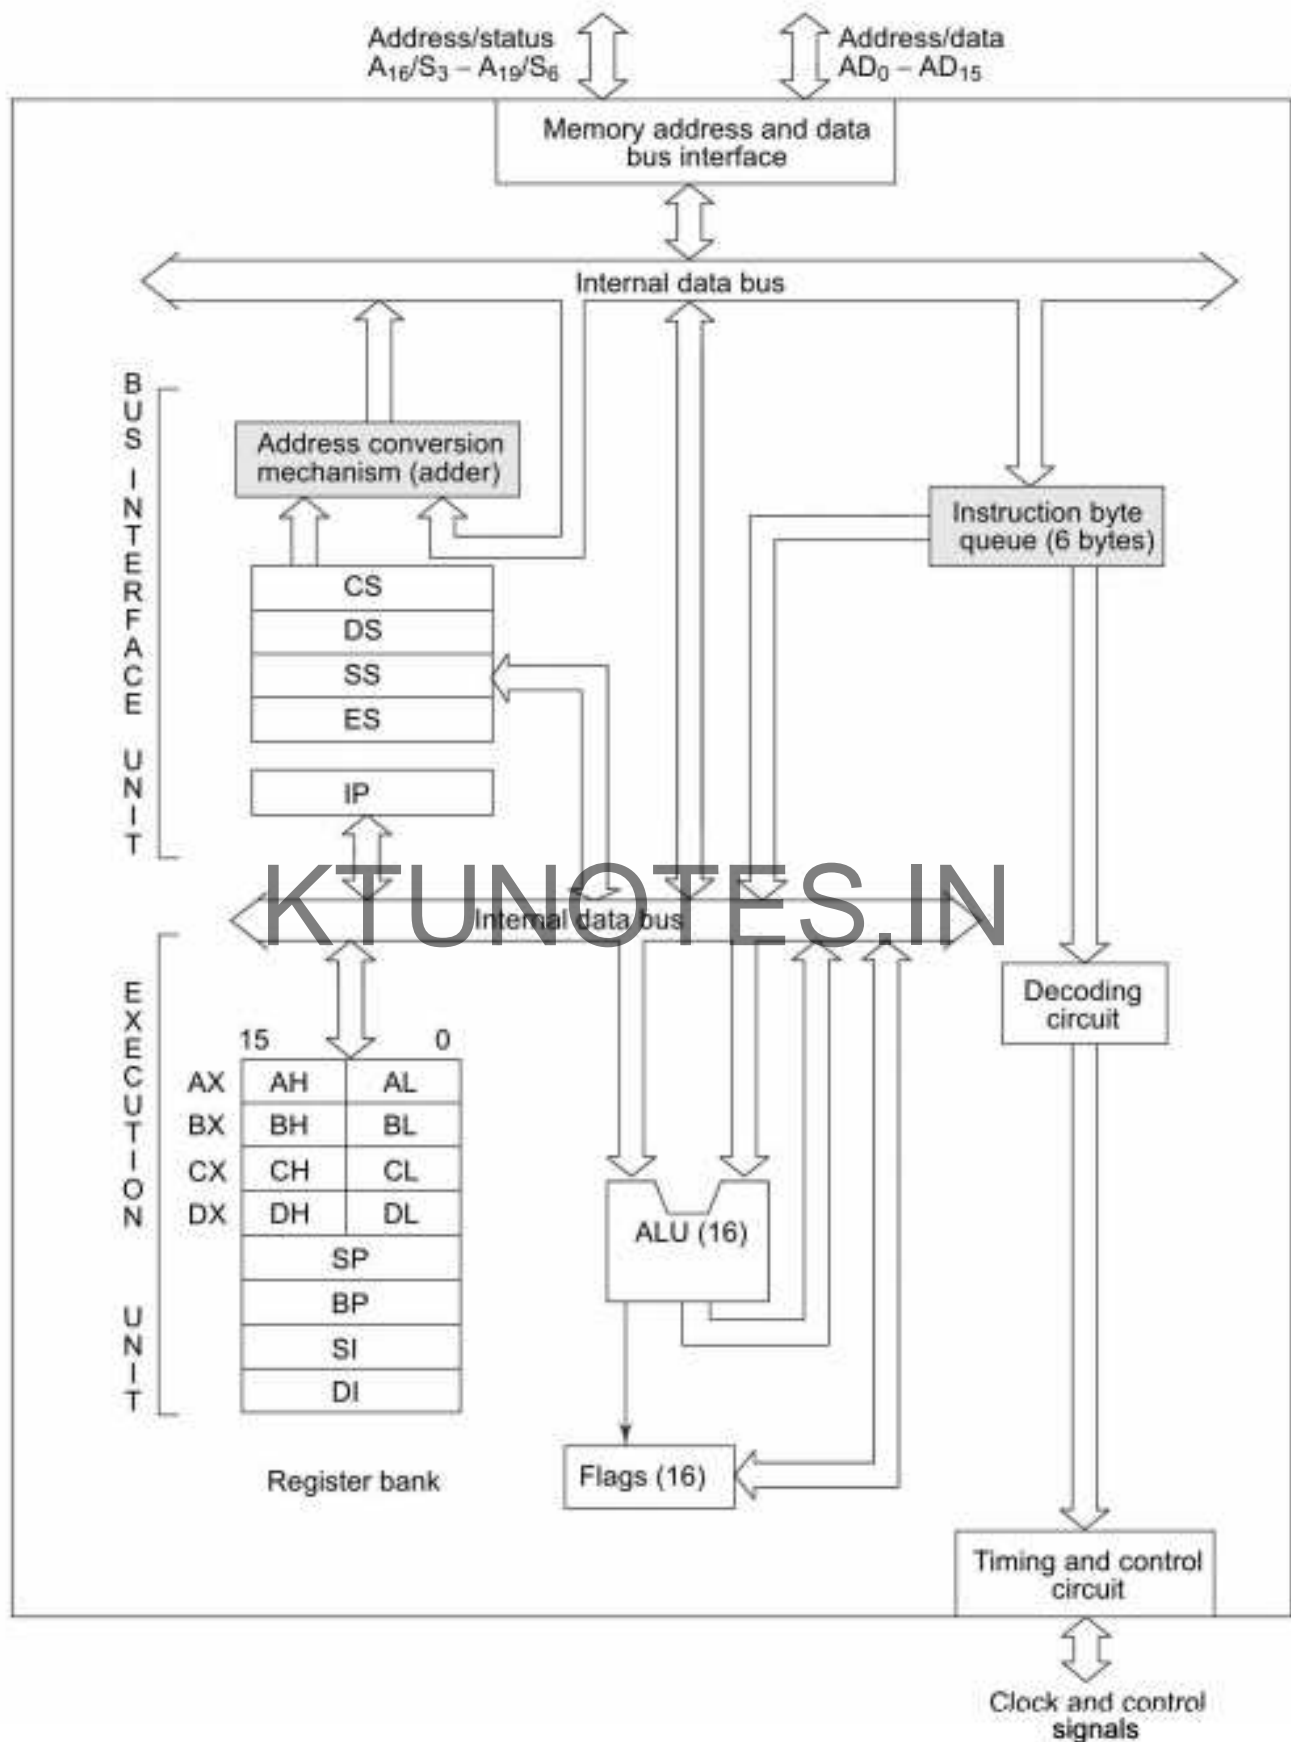 Address/status
A16/S3 – A19/S6
Address/data
AD0 – AD15
Memory address and data
bus interface
Internal data bus
BUS INTERFACE UNIT
Address conversion
mechanism (adder)
Instruction byte
queue (6 bytes)
CS
DS
SS
ES
IP
KTUNOTES.IN
Internal data bus
EXECUTION UNIT
Decoding
circuit
15 0
AX AH AL
BX BH BL
CX CH CL
DX DH DL
SP
BP
SI
DI
ALU (16)
Register bank
Flags (16)
Timing and control
circuit
Clock and control
signals